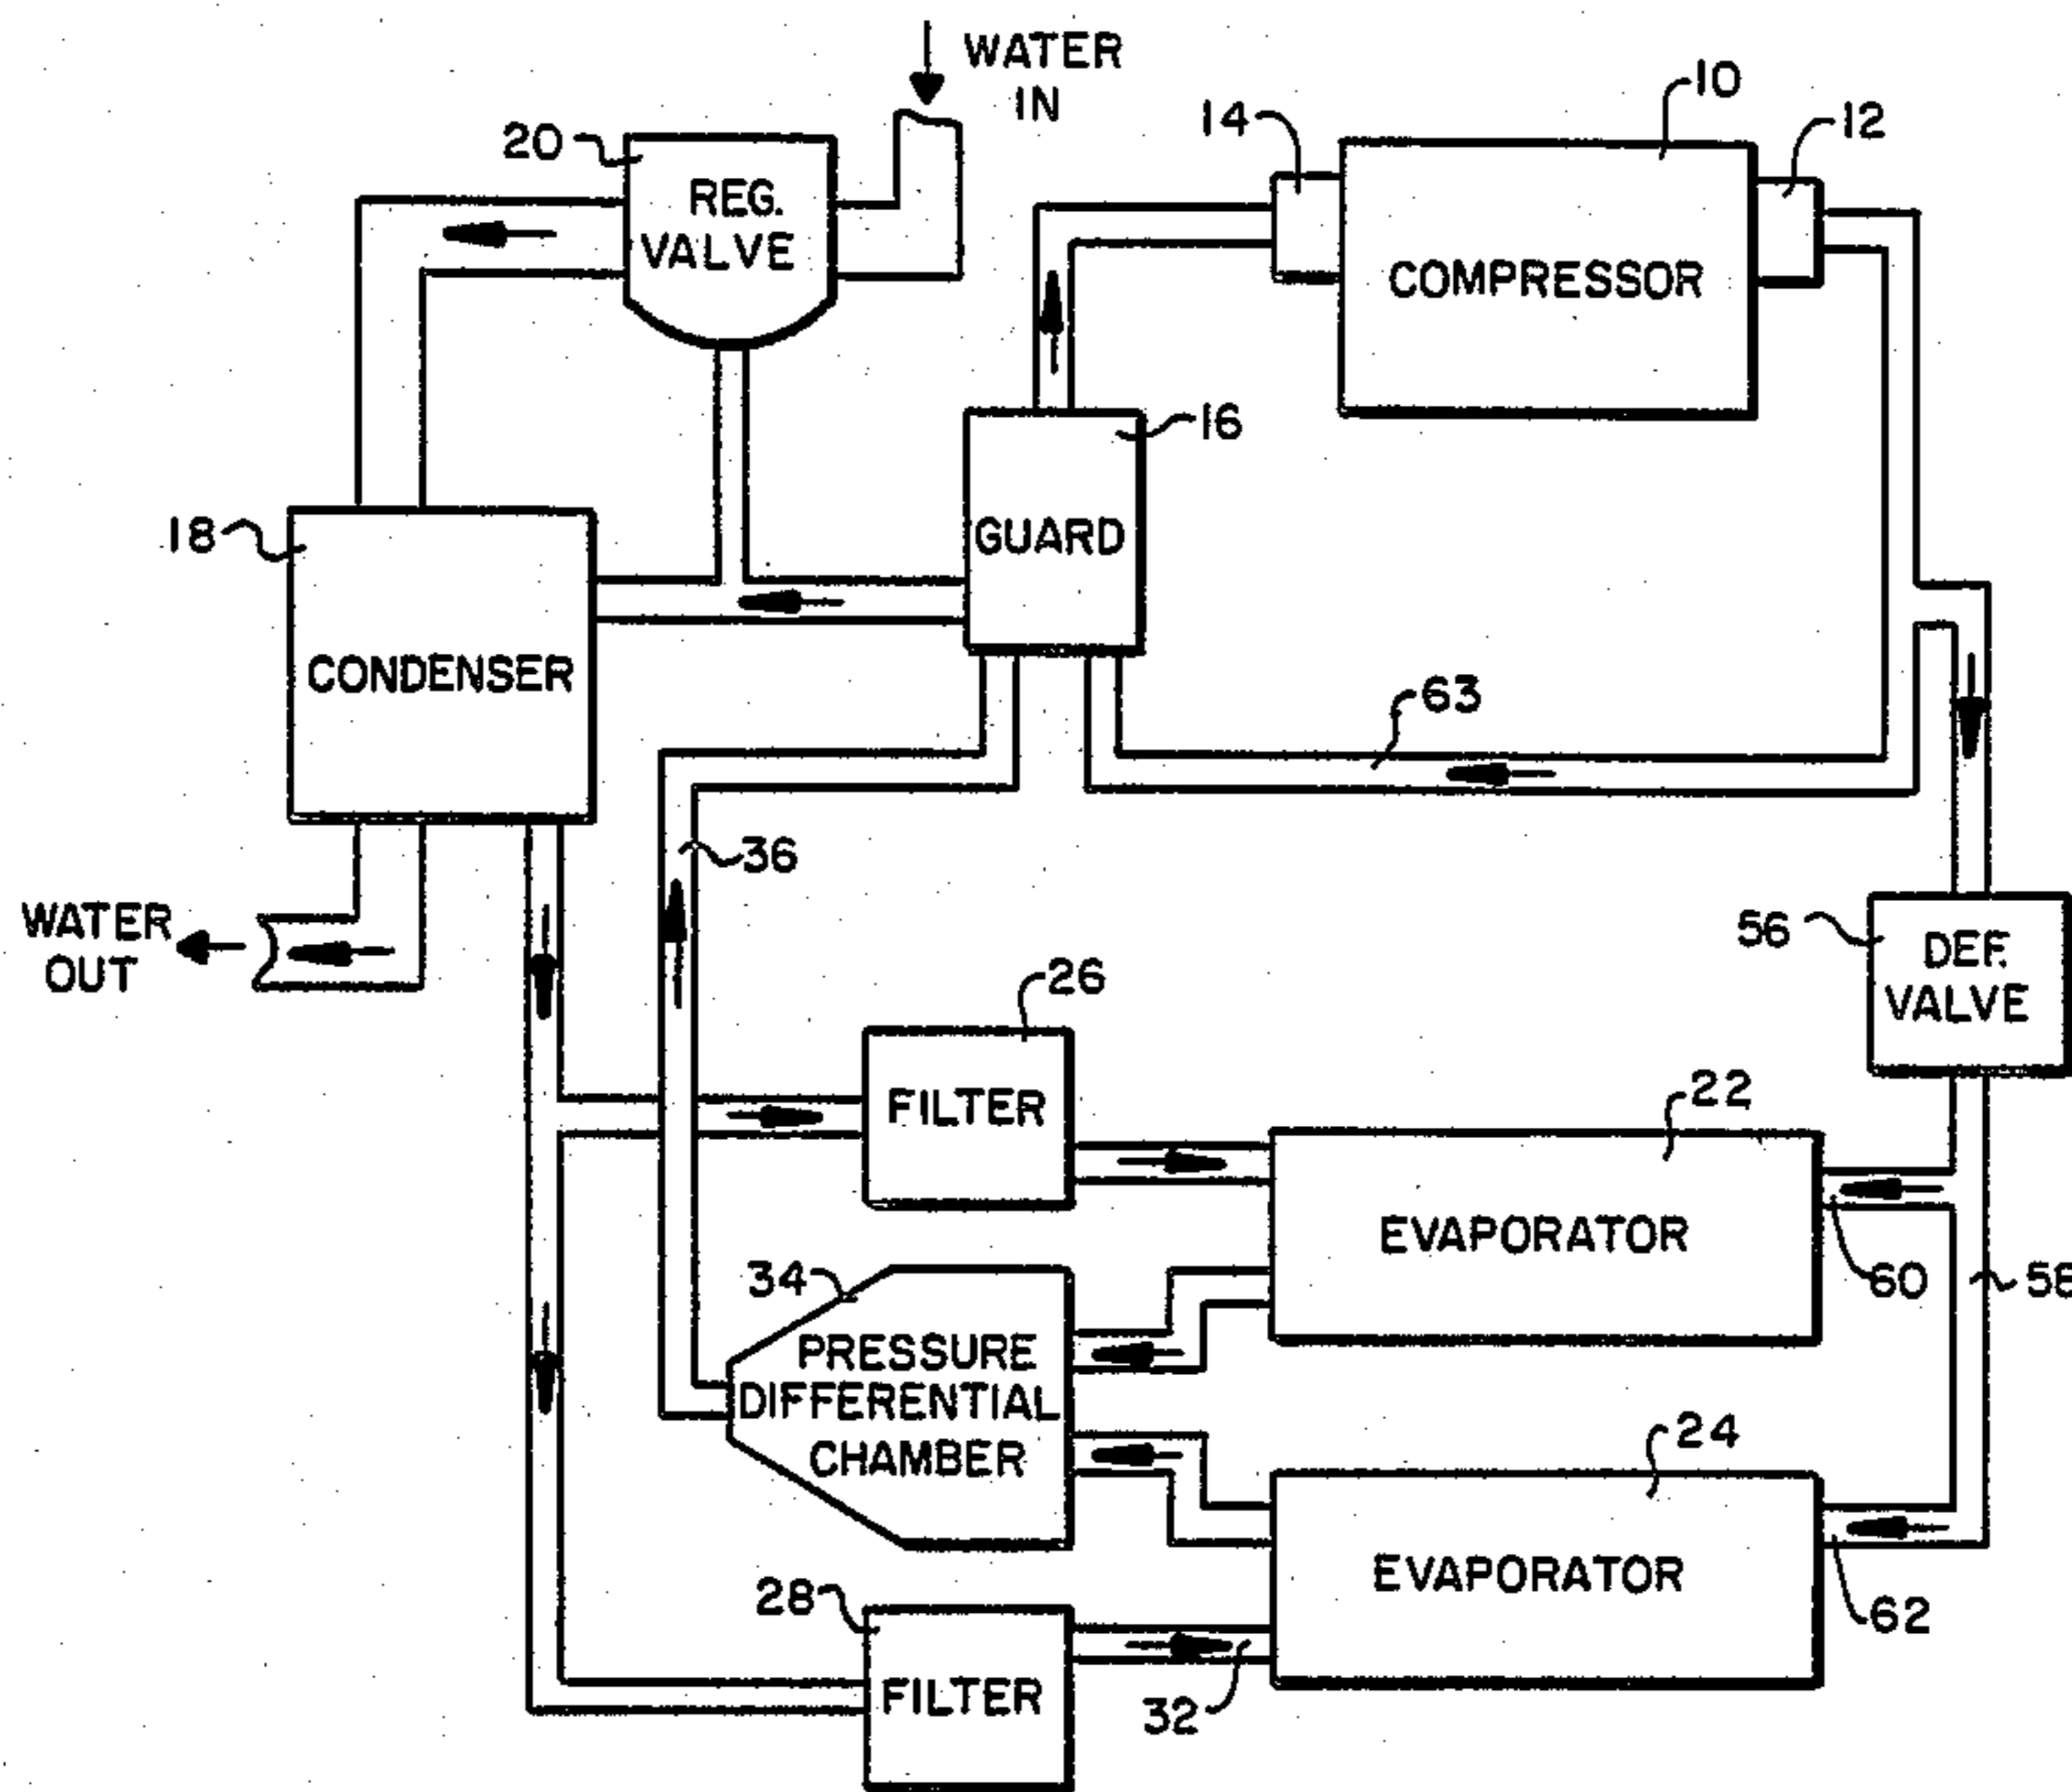 WATER
IN
10
14
12
20
REG.
VALVE
COMPRESSOR
16
18
GUARD
CONDENSER
63
36
WATER
OUT
56
DEF.
VALVE
26
FILTER
22
EVAPORATOR
34
60
58
PRESSURE
DIFFERENTIAL
CHAMBER
24
EVAPORATOR
28
62
FILTER
32